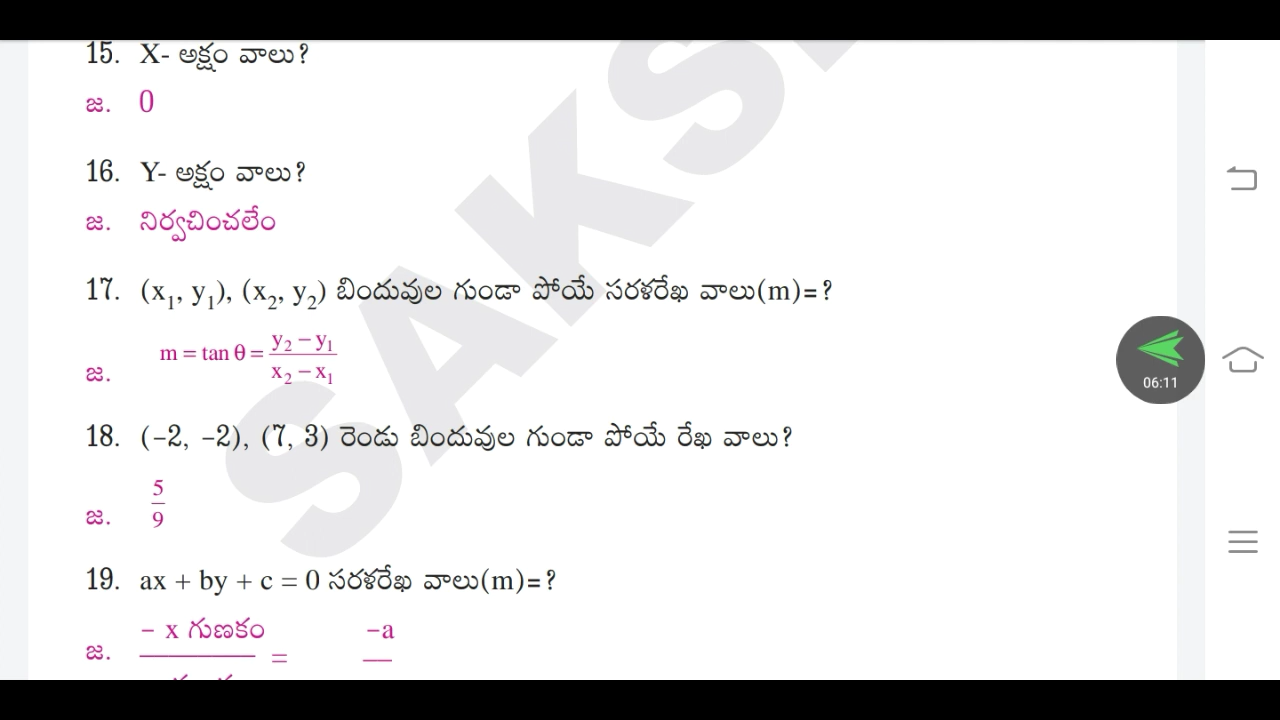 15. X- అక్షం వాలు?
జ. 0
16. Y- అక్షం వాలు?
జ. నిర్వచించలేం
17. (x₁, y₁), (x₂, y₂) బిందువుల గుండా పోయే సరళరేఖ వాలు(m)=?
జ. m = tan θ = (y₂ – y₁)/(x₂ – x₁)
18. (–2, –2), (7, 3) రెండు బిందువుల గుండా పోయే రేఖ వాలు?
జ. 5/9
19. ax + by + c = 0 సరళరేఖ వాలు(m)=?
జ. – x గుణకం = –a
SAKS
06:11